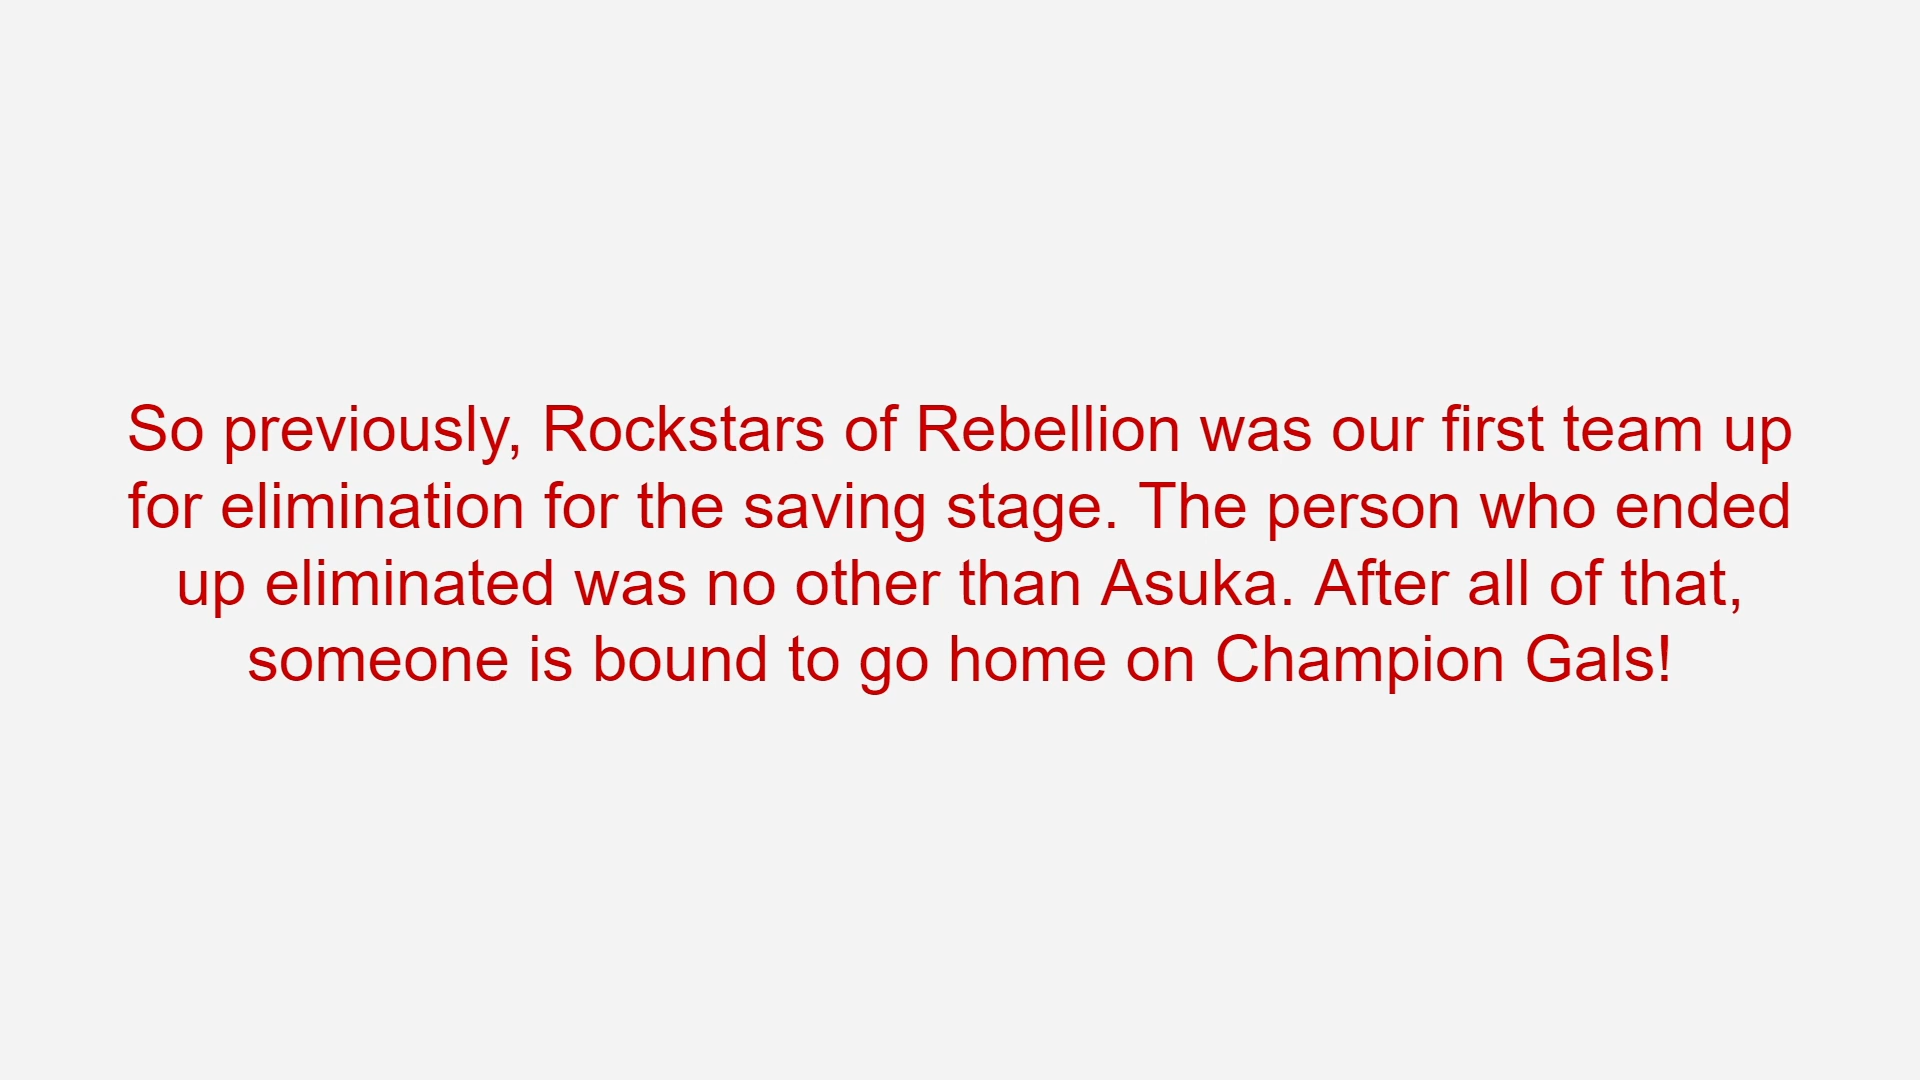 So previously, Rockstars of Rebellion was our first team up
for elimination for the saving stage. The person who ended
up eliminated was no other than Asuka. After all of that,
someone is bound to go home on Champion Gals!